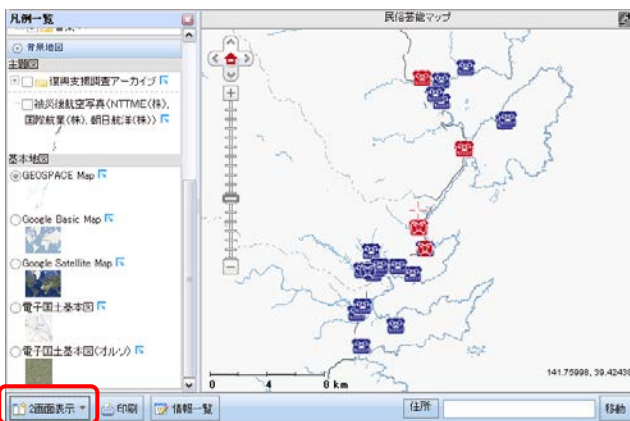 凡例一覧
民俗芸能マップ
背景地図
主題図
復興支援調査アーカイブ
被災後航空写真(NTTME(株),
国際航業(株), 朝日航洋(株))
基本地図
GEOSPACE Map
Google Basic Map
Google Satellite Map
電子国土基本図
電子国土基本図(オルソ)
0 4 8 km
141.75998, 39.42438
2画面表示
印刷
情報一覧
住所
移動